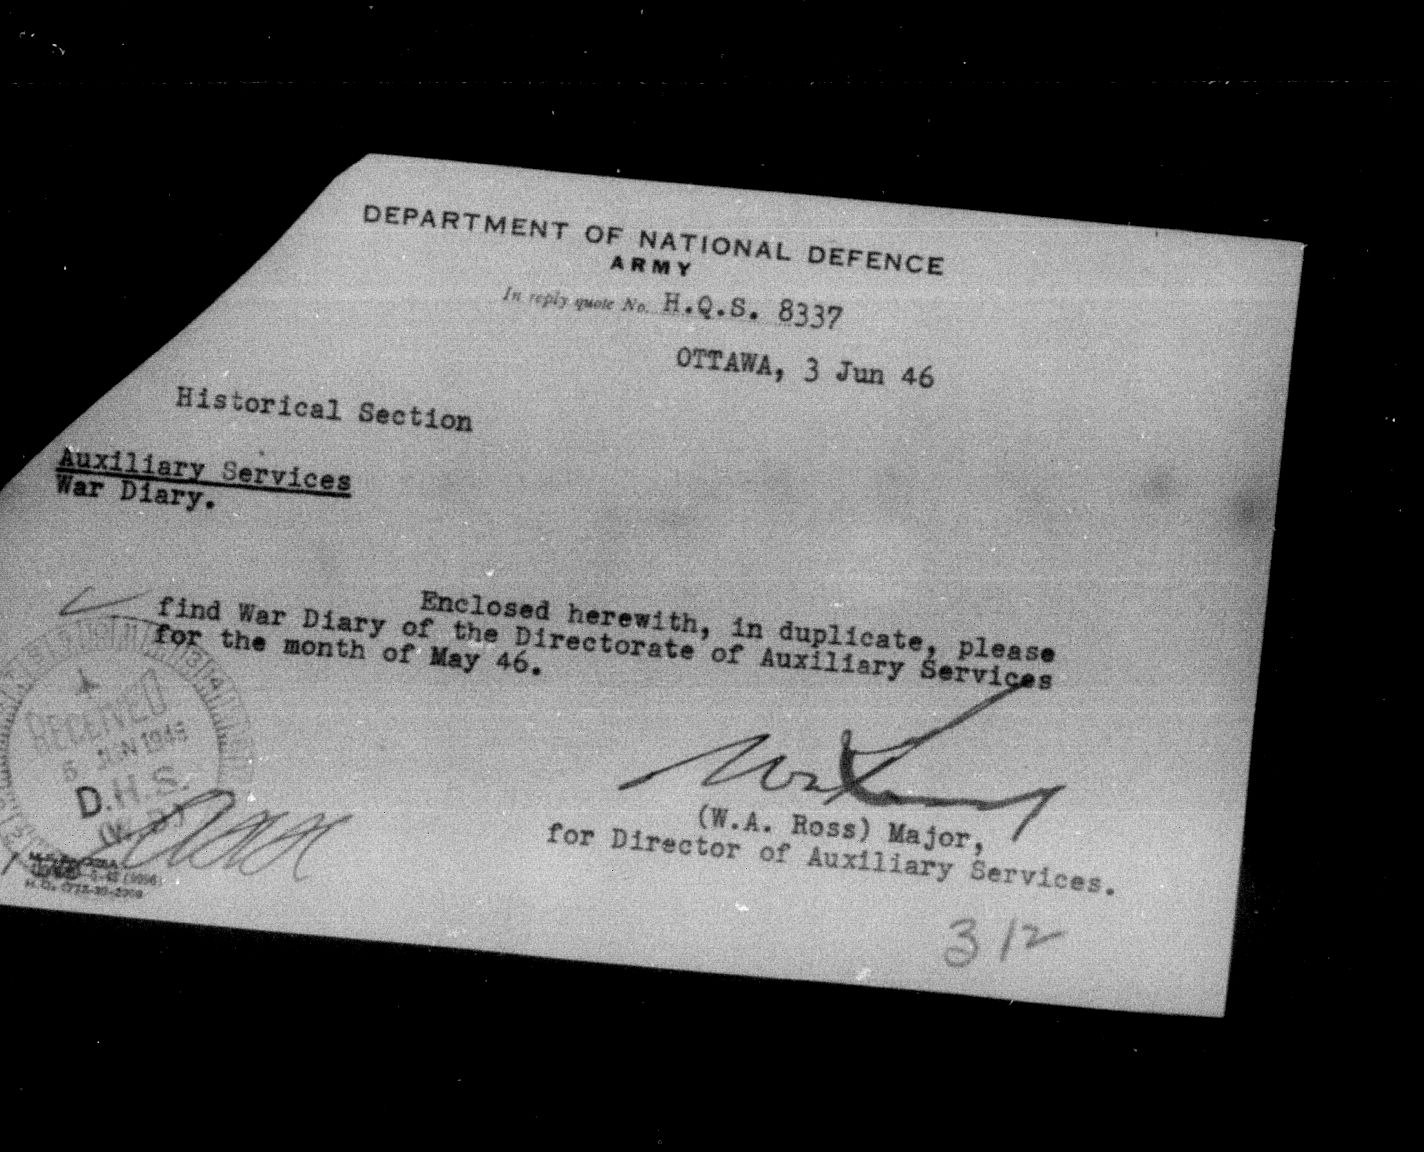 DEPARTMENT OF NATIONAL DEFENCE
ARMY
In reply quote No. H.Q.S. 8337
OTTAWA, 3 Jun 46
Historical Section
Auxiliary Services
War Diary.
Enclosed herewith, in duplicate, please
find War Diary of the Directorate of Auxiliary Services
for the month of May 46.
RECEIVED
JUN
D.H.S.
(W.A. Ross) Major,
for Director of Auxiliary Services.
312